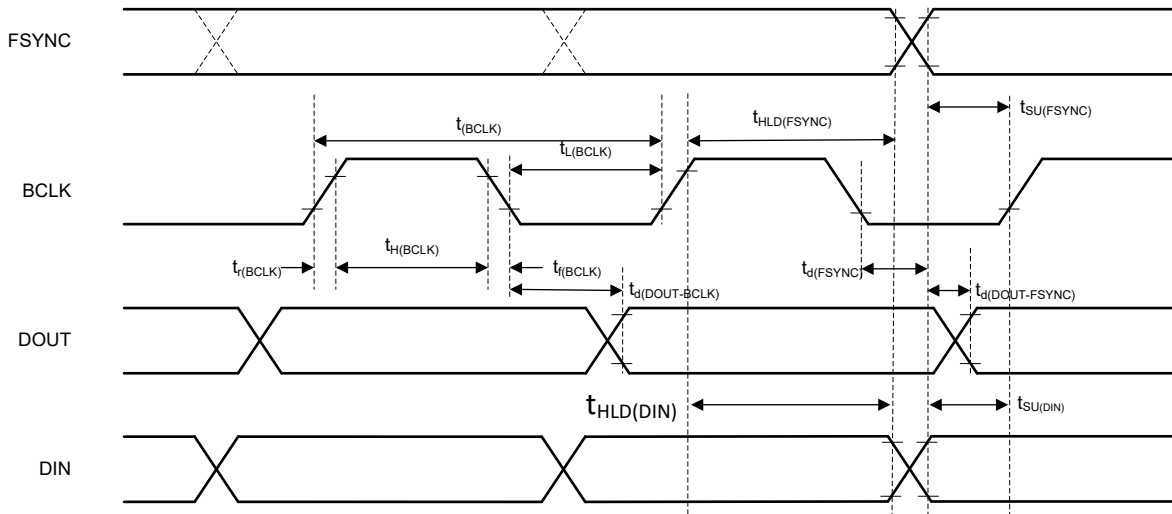 FSYNC
t(BCLK)
tHLD(FSYNC)
tSU(FSYNC)
tL(BCLK)
BCLK
tH(BCLK)
tr(BCLK)
tf(BCLK)
td(FSYNC)
td(DOUT-BCLK)
td(DOUT-FSYNC)
DOUT
tHLD(DIN)
tSU(DIN)
DIN